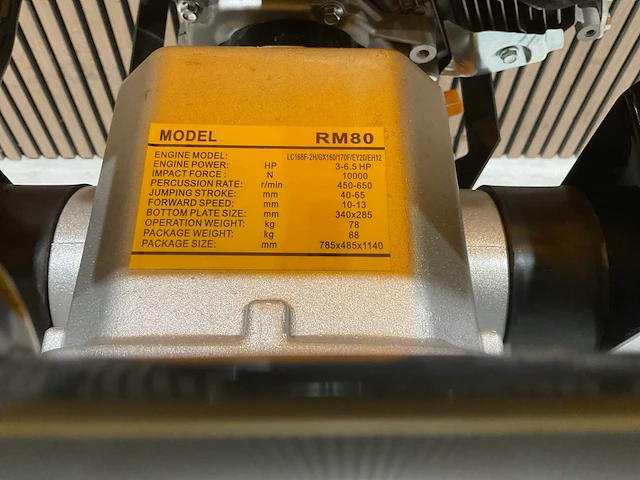 MODEL RM80
ENGINE MODEL: LC168F-2H/GX160/170F/EY20/EH12
ENGINE POWER: HP 3-6.5 HP
IMPACT FORCE: N 10000
PERCUSSION RATE: r/min 450-650
JUMPING STROKE: mm 40-65
FORWARD SPEED: mm 10-13
BOTTOM PLATE SIZE: mm 340x285
OPERATION WEIGHT: kg 78
PACKAGE WEIGHT: kg 88
PACKAGE SIZE: mm 785x485x1140